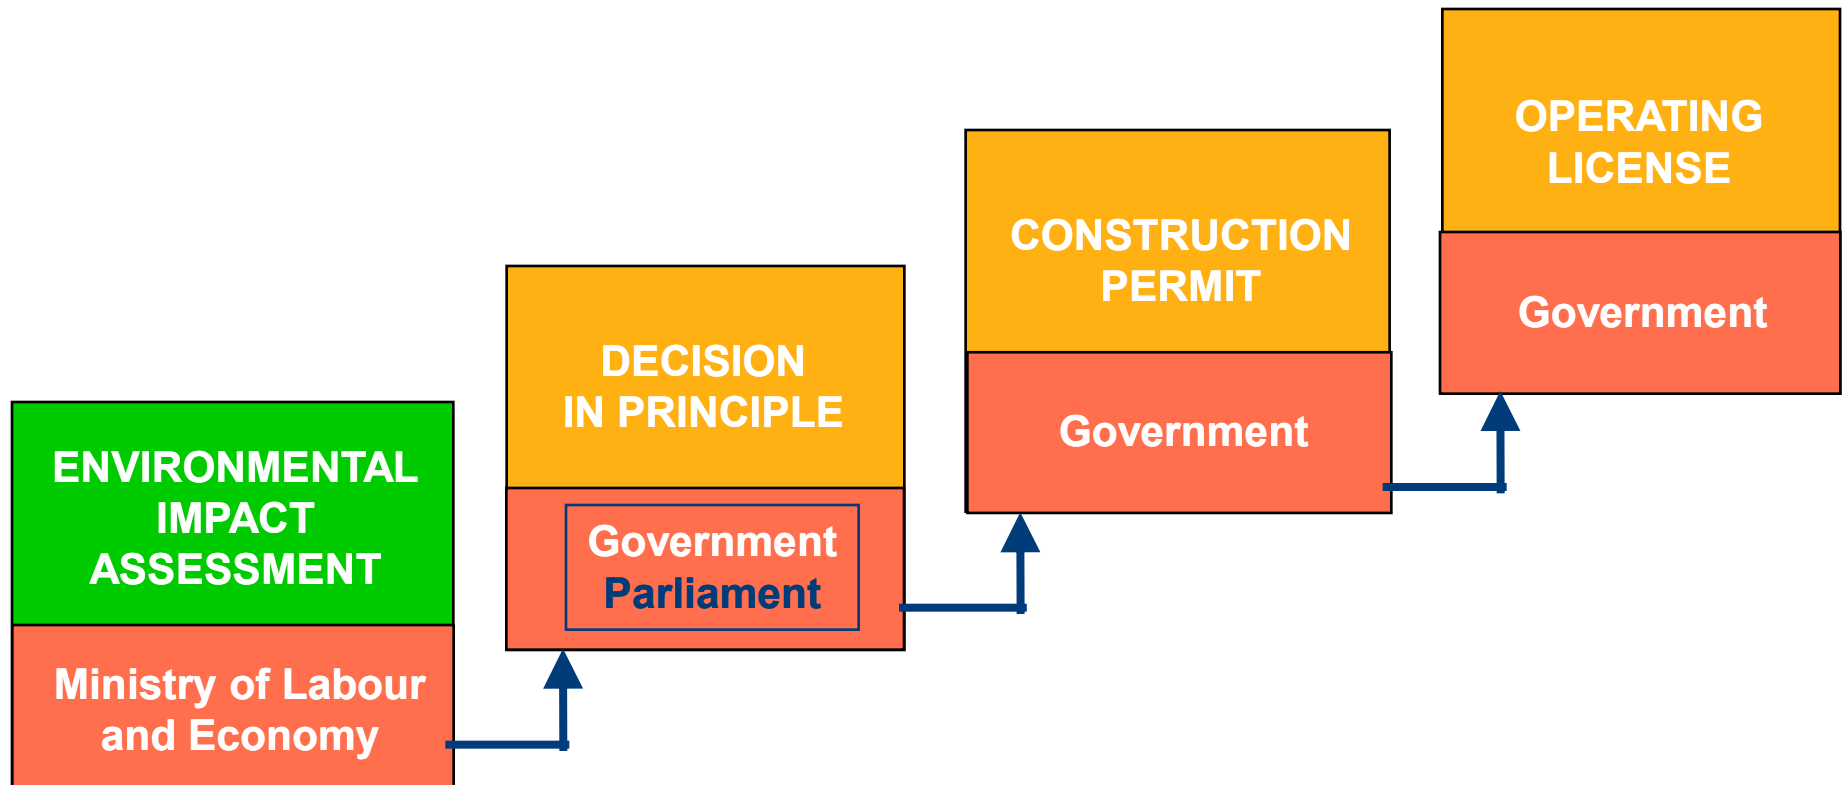 ENVIRONMENTAL
IMPACT
ASSESSMENT
Ministry of Labour
and Economy
DECISION
IN PRINCIPLE
Government
Parliament
CONSTRUCTION
PERMIT
Government
OPERATING
LICENSE
Government